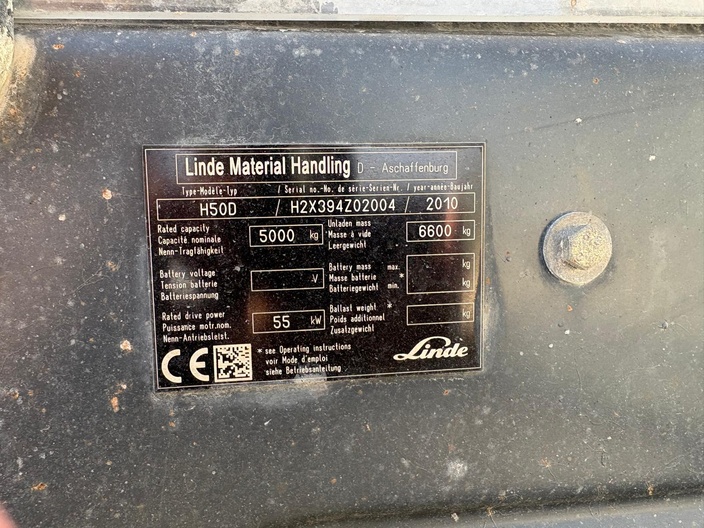 Linde Material Handling D - Aschaffenburg
Type-Modèle-Typ / Serial no.-No. de série-Serien-Nr. / year-année-Baujahr
H50D / H2X394Z02004 / 2010
Rated capacity
Capacité nominale
Nenn-Tragfähigkeit
5000 kg
Unladen mass
Masse à vide
Leergewicht
6600 kg
Battery voltage
Tension batterie
Batteriespannung
V
Battery mass max. kg
Masse batterie *
Batteriegewicht min. kg
Rated drive power
Puissance motr.nom.
Nenn-Antriebsleist.
55 kW
Ballast weight *
Poids additionnel
Zusatzgewicht
kg
CE
* see Operating instructions
voir Mode d'emploi
siehe Betriebsanleitung
Linde